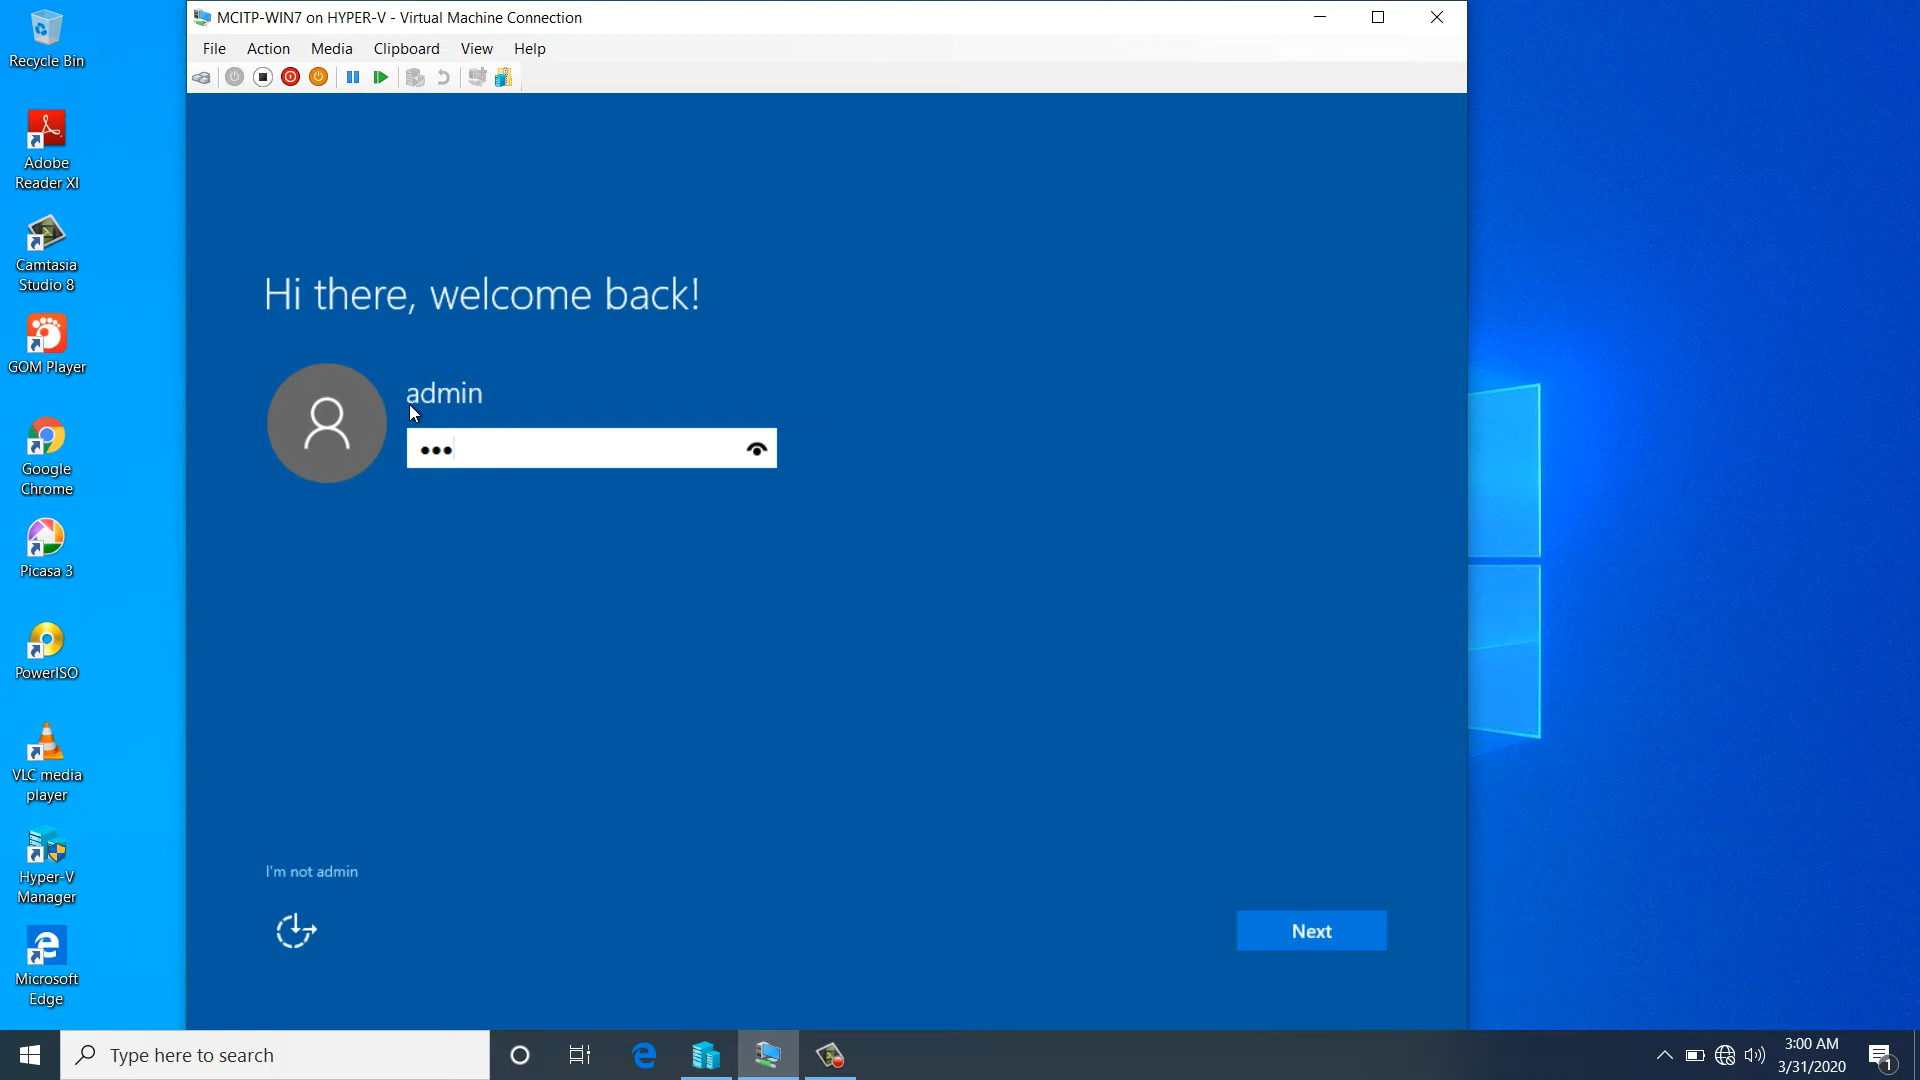 Recycle Bin
Adobe
Reader XI
Camtasia
Studio 8
GOM Player
Google
Chrome
Picasa 3
PowerISO
VLC media
player
Hyper-V
Manager
Microsoft
Edge
MCITP-WIN7 on HYPER-V - Virtual Machine Connection
File Action Media Clipboard View Help
Hi there, welcome back!
admin
I'm not admin
Next
Type here to search
3:00 AM
3/31/2020
1